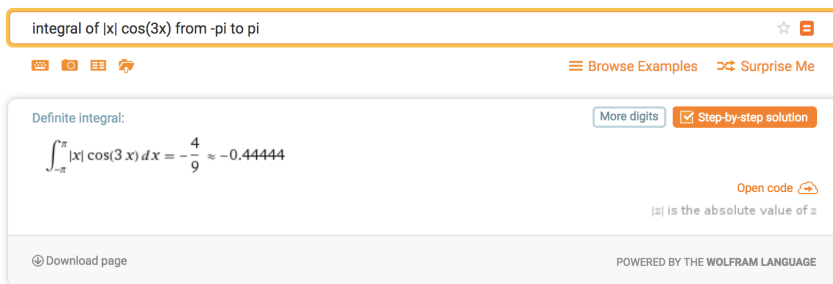 integral of |x| cos(3x) from -pi to pi
Browse Examples Surprise Me
Definite integral:
More digits Step-by-step solution
∫_{-π}^{π} |x| cos(3 x) dx = -4/9 ≈ -0.44444
Open code
|z| is the absolute value of z
Download page
POWERED BY THE WOLFRAM LANGUAGE